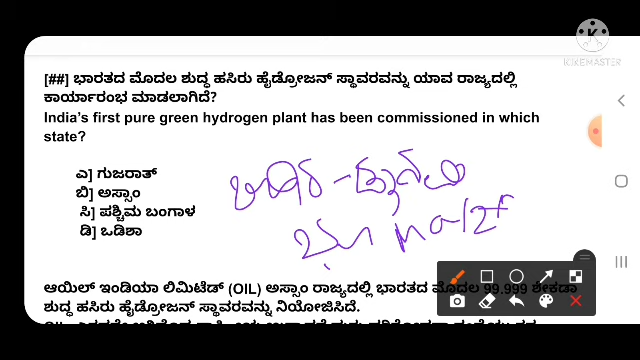 KINEMASTER
[##] ಭಾರತದ ಮೊದಲ ಶುದ್ಧ ಹಸಿರು ಹೈಡ್ರೋಜನ್ ಸ್ಥಾವರವನ್ನು ಯಾವ ರಾಜ್ಯದಲ್ಲಿ
ಕಾರ್ಯಾರಂಭ ಮಾಡಲಾಗಿದೆ?
India's first pure green hydrogen plant has been commissioned in which
state?
ಎ] ಗುಜರಾತ್
ಬಿ] ಅಸ್ಸಾಂ
ಸಿ] ಪಶ್ಚಿಮ ಬಂಗಾಳ
ಡಿ] ಒಡಿಶಾ
ಆಯಿಲ್ ಇಂಡಿಯಾ ಲಿಮಿಟೆಡ್ (OIL) ಅಸ್ಸಾಂ ರಾಜ್ಯದಲ್ಲಿ ಭಾರತದ ಮೊದಲ 99.999 ಶೇಕಡಾ
ಶುದ್ಧ ಹಸಿರು ಹೈಡ್ರೋಜನ್ ಸ್ಥಾವರವನ್ನು ನಿಯೋಜಿಸಿದೆ.